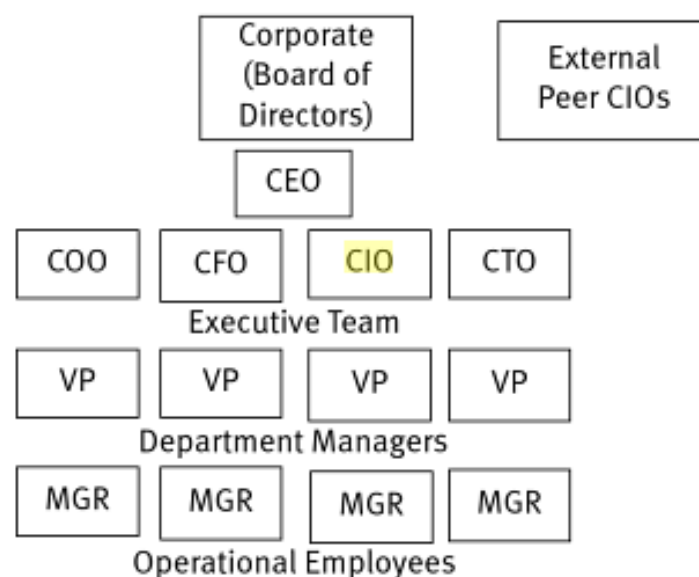 Corporate
(Board of
Directors)
External
Peer CIOs
CEO
COO CFO CIO CTO
Executive Team
VP VP VP VP
Department Managers
MGR MGR MGR MGR
Operational Employees